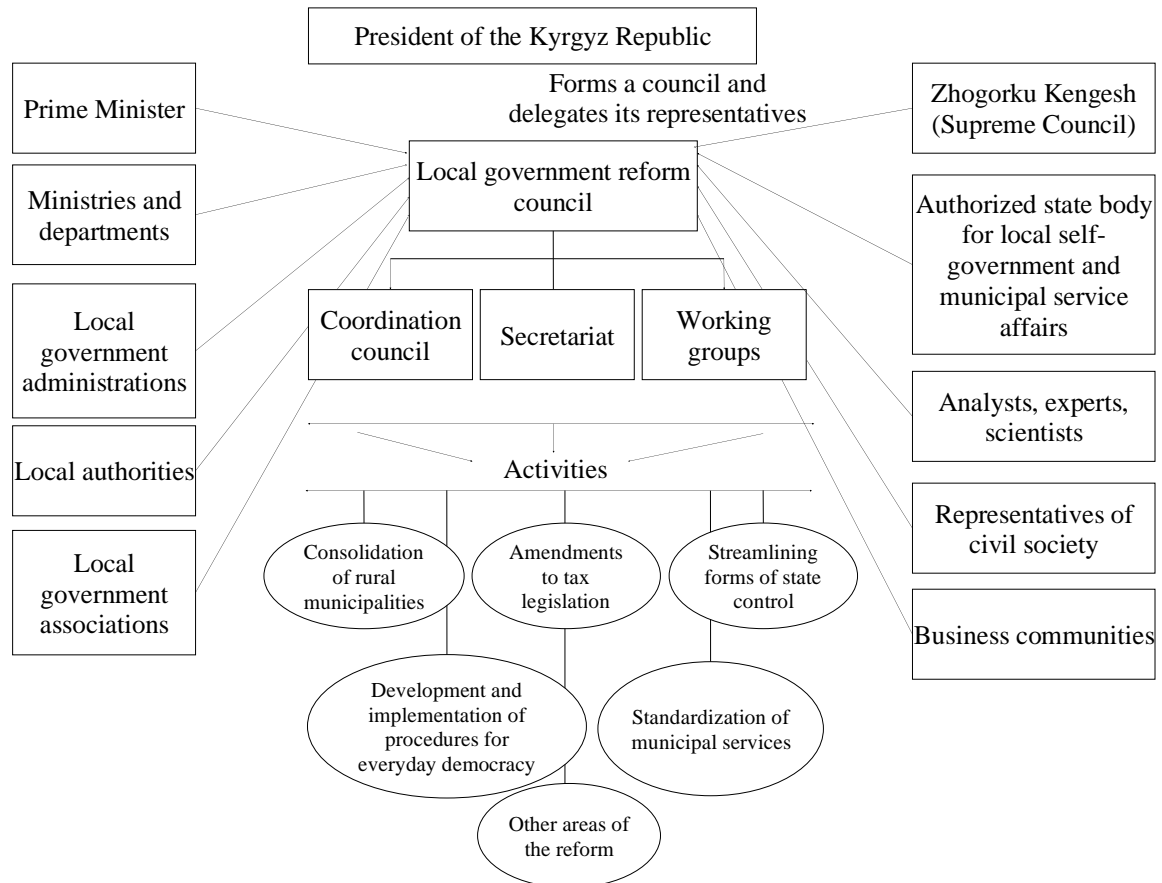 President of the Kyrgyz Republic
Forms a council and
delegates its representatives
Prime Minister
Ministries and
departments
Local
government
administrations
Local authorities
Local
government
associations
Local government reform
council
Coordination
council
Secretariat
Working
groups
Zhogorku Kengesh
(Supreme Council)
Authorized state body
for local self-
government and
municipal service
affairs
Analysts, experts,
scientists
Representatives of
civil society
Business communities
Activities
Consolidation
of rural
municipalities
Amendments
to tax
legislation
Streamlining
forms of state
control
Development and
implementation of
procedures for
everyday democracy
Standardization of
municipal services
Other areas of
the reform